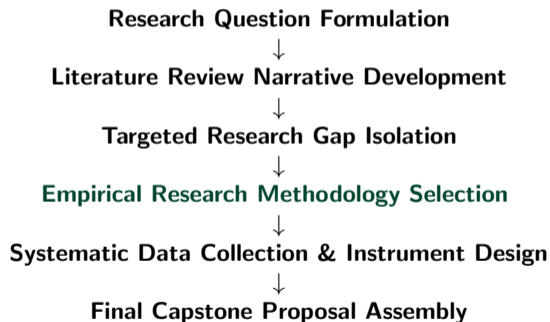 Research Question Formulation
↓
Literature Review Narrative Development
↓
Targeted Research Gap Isolation
↓
Empirical Research Methodology Selection
↓
Systematic Data Collection & Instrument Design
↓
Final Capstone Proposal Assembly